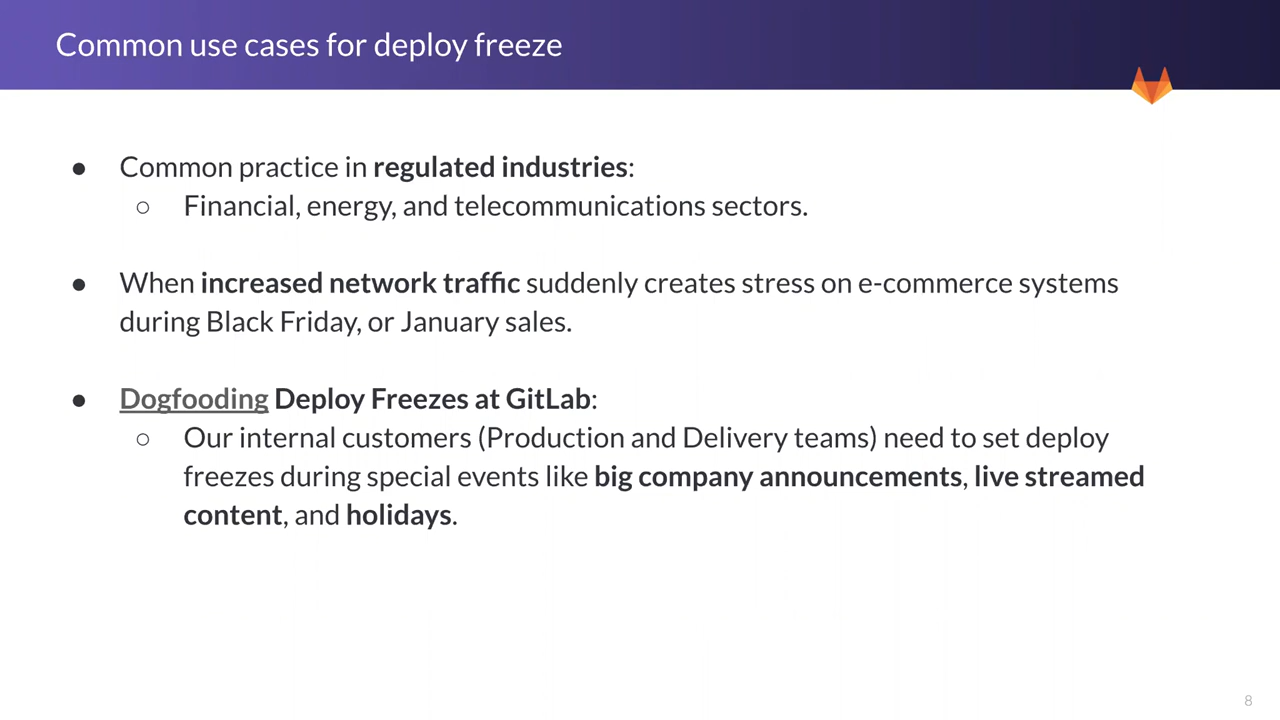 Common use cases for deploy freeze
● Common practice in regulated industries:
○ Financial, energy, and telecommunications sectors.
● When increased network traffic suddenly creates stress on e-commerce systems
during Black Friday, or January sales.
● Dogfooding Deploy Freezes at GitLab:
○ Our internal customers (Production and Delivery teams) need to set deploy
freezes during special events like big company announcements, live streamed
content, and holidays.
8